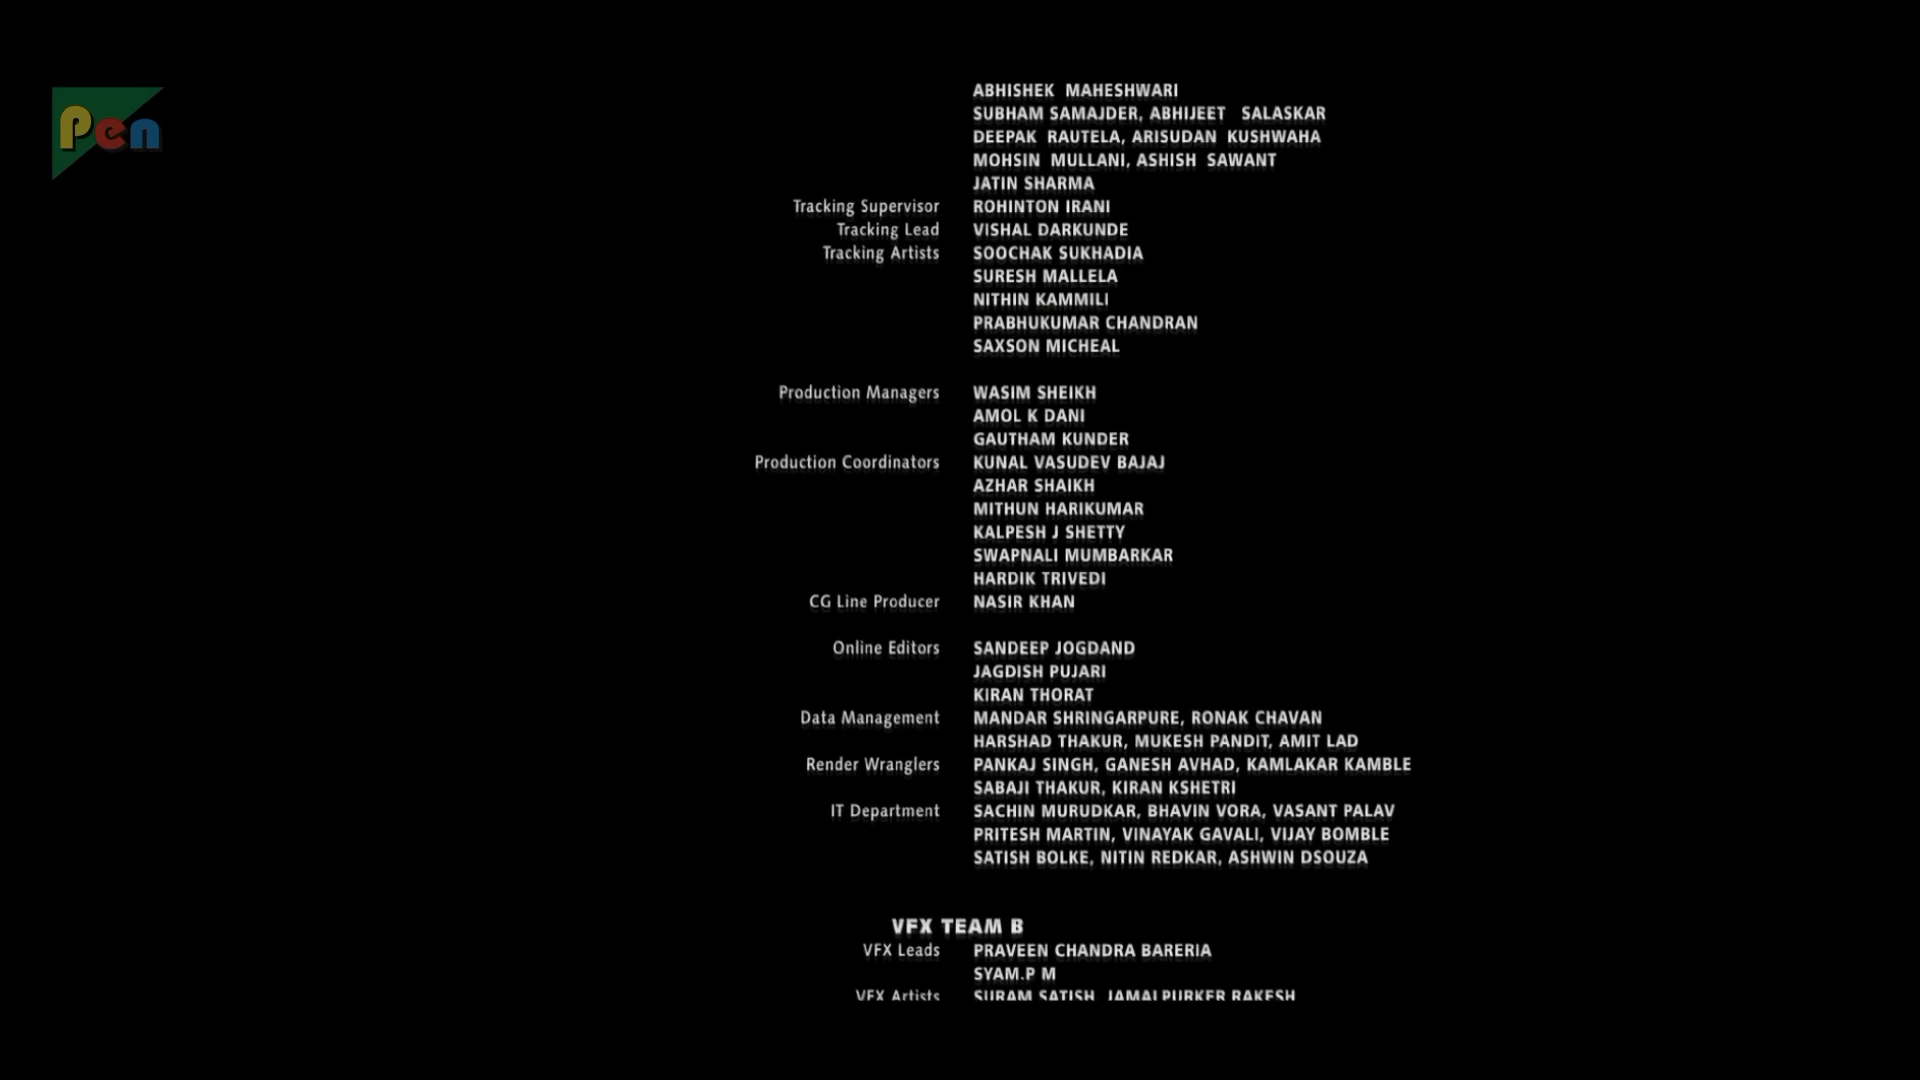 Pen
ABHISHEK MAHESHWARI
SUBHAM SAMAJDER, ABHIJEET SALASKAR
DEEPAK RAUTELA, ARISUDAN KUSHWAHA
MOHSIN MULLANI, ASHISH SAWANT
JATIN SHARMA
Tracking Supervisor ROHINTON IRANI
Tracking Lead VISHAL DARKUNDE
Tracking Artists SOOCHAK SUKHADIA
SURESH MALLELA
NITHIN KAMMILI
PRABHUKUMAR CHANDRAN
SAXSON MICHEAL
Production Managers WASIM SHEIKH
AMOL K DANI
GAUTHAM KUNDER
Production Coordinators KUNAL VASUDEV BAJAJ
AZHAR SHAIKH
MITHUN HARIKUMAR
KALPESH J SHETTY
SWAPNALI MUMBARKAR
HARDIK TRIVEDI
CG Line Producer NASIR KHAN
Online Editors SANDEEP JOGDAND
JAGDISH PUJARI
KIRAN THORAT
Data Management MANDAR SHRINGARPURE, RONAK CHAVAN
HARSHAD THAKUR, MUKESH PANDIT, AMIT LAD
Render Wranglers PANKAJ SINGH, GANESH AVHAD, KAMLAKAR KAMBLE
SABAJI THAKUR, KIRAN KSHETRI
IT Department SACHIN MURUDKAR, BHAVIN VORA, VASANT PALAV
PRITESH MARTIN, VINAYAK GAVALI, VIJAY BOMBLE
SATISH BOLKE, NITIN REDKAR, ASHWIN DSOUZA
VFX TEAM B
VFX Leads PRAVEEN CHANDRA BARERIA
SYAM.P M
VFX Artists SURAM SATISH, JAMALPURKER RAKESH